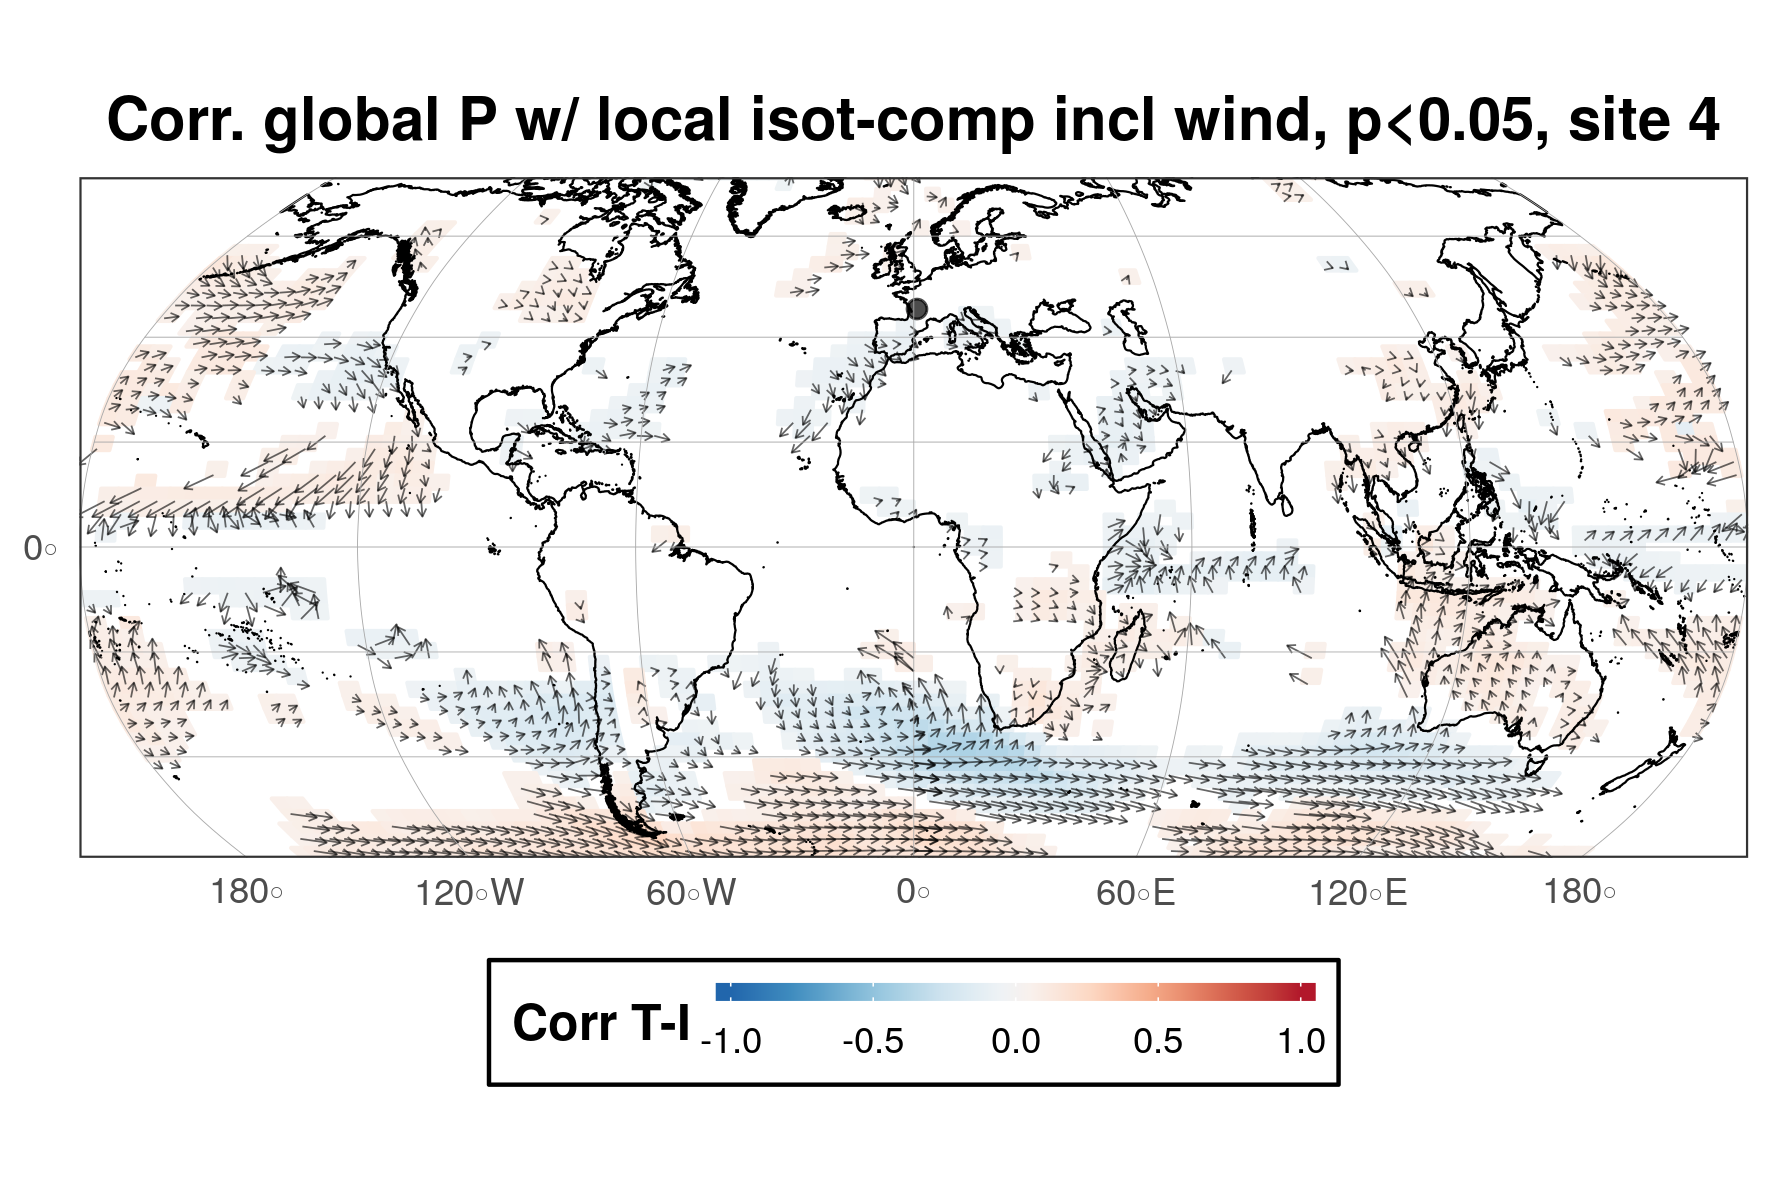 Corr. global P w/ local isot-comp incl wind, p<0.05, site 4
0°
180° 120°W 60°W 0° 60°E 120°E 180°
Corr T-I
-1.0 -0.5 0.0 0.5 1.0